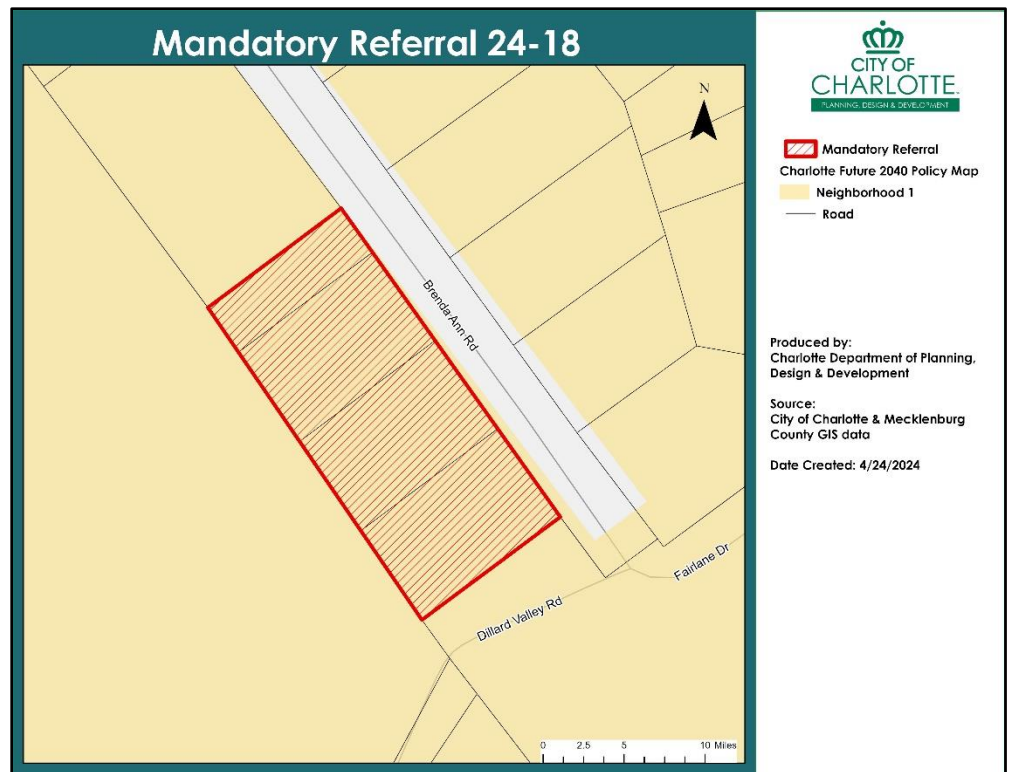 Mandatory Referral 24-18
N
Brenda Ann Rd
Dillard Valley Rd
Fairlane Dr
0 2.5 5 10 Miles
CITY OF
CHARLOTTE.
PLANNING, DESIGN & DEVELOPMENT
Mandatory Referral
Charlotte Future 2040 Policy Map
Neighborhood 1
Road
Produced by:
Charlotte Department of Planning,
Design & Development
Source:
City of Charlotte & Mecklenburg
County GIS data
Date Created: 4/24/2024